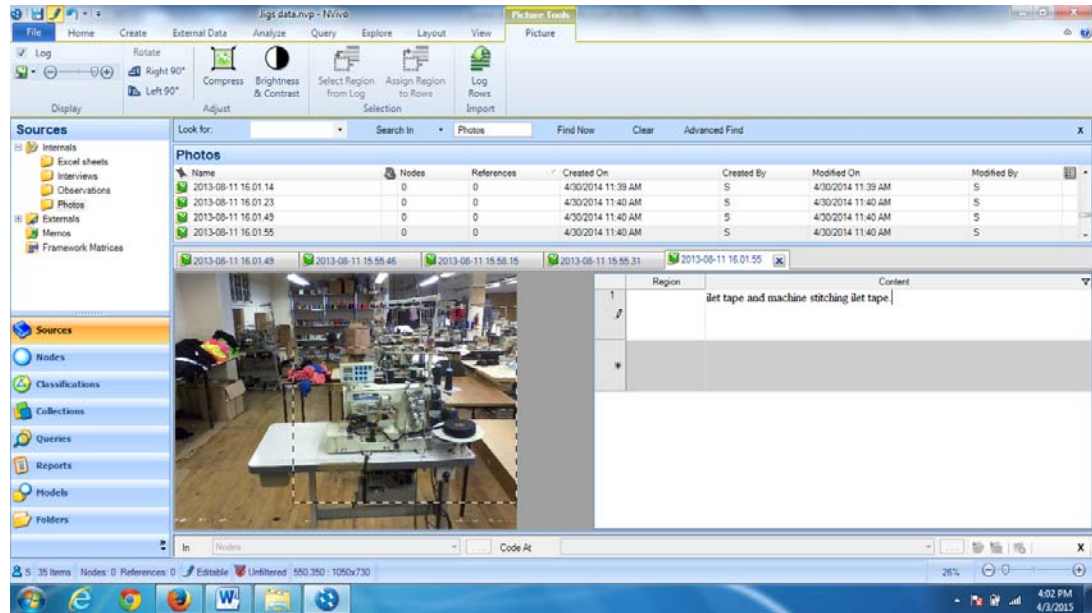 Jigs data.nvp - NVivo
Picture Tools
File Home Create External Data Analyze Query Explore Layout View Picture
Log
Rotate
Right 90°
Left 90°
Compress
Brightness & Contrast
Select Region from Log
Assign Region to Rows
Log Rows
Display Adjust Selection Import
Sources
Internals
Excel sheets
Interviews
Observations
Photos
Externals
Memos
Framework Matrices
Look for: Search In Photos Find Now Clear Advanced Find x
Photos
Name Nodes References Created On Created By Modified On Modified By
2013-08-11 16.01.14 0 0 4/30/2014 11:39 AM S 4/30/2014 11:39 AM S
2013-08-11 16.01.23 0 0 4/30/2014 11:40 AM S 4/30/2014 11:40 AM S
2013-08-11 16.01.49 0 0 4/30/2014 11:40 AM S 4/30/2014 11:40 AM S
2013-08-11 16.01.55 0 0 4/30/2014 11:40 AM S 4/30/2014 11:40 AM S
2013-08-11 16.01.49 2013-08-11 15.55.46 2013-08-11 15.58.15 2013-08-11 15.55.31 2013-08-11 16.01.55
Region Content
1 ilet tape and machine stitching ilet tape.
Sources
Nodes
Classifications
Collections
Queries
Reports
Models
Folders
In Nodes Code At
S 35 Items Nodes: 0 References: 0 Editable Unfiltered 550.350 : 1050x730 26%
4:02 PM
4/3/2015